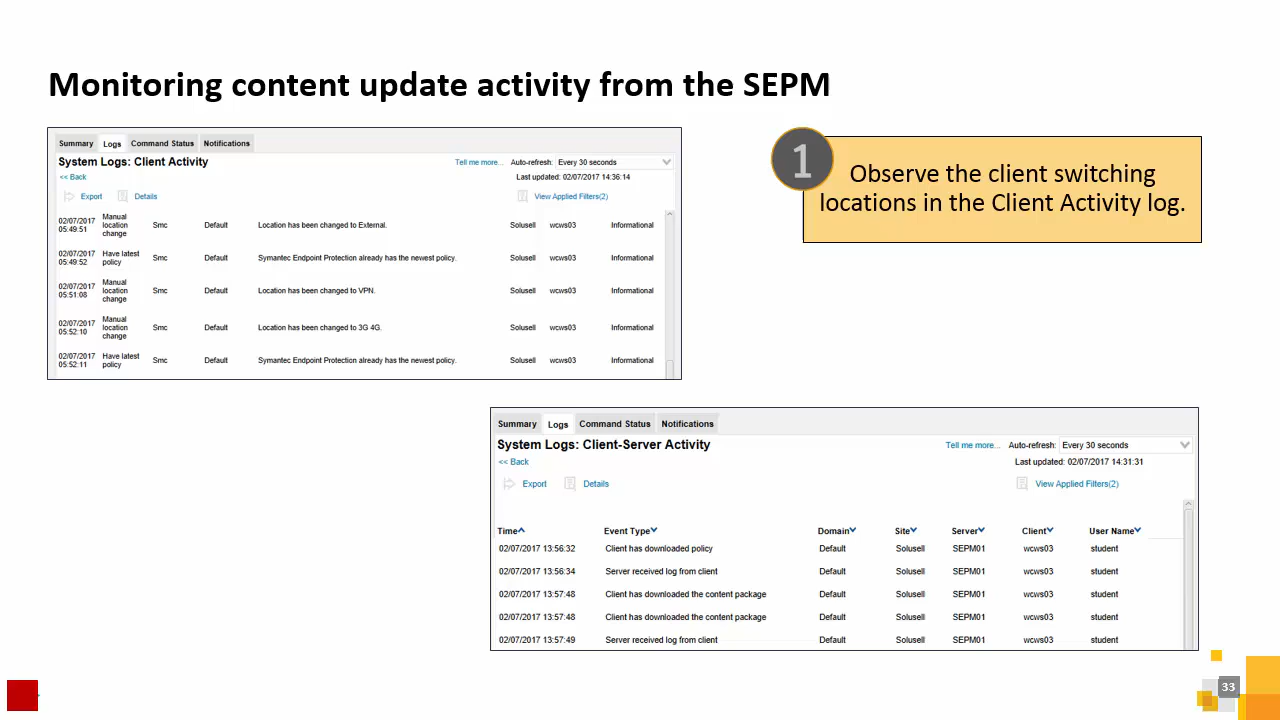 Monitoring content update activity from the SEPM
Summary Logs Command Status Notifications
System Logs: Client Activity Tell me more... Auto-refresh: Every 30 seconds
<< Back Last updated: 02/07/2017 14:36:14
Export Details View Applied Filters(2)
02/07/2017 05:49:51 Manual location change Smc Default Location has been changed to External. Solusell wcws03 Informational
02/07/2017 05:49:52 Have latest policy Smc Default Symantec Endpoint Protection already has the newest policy. Solusell wcws03 Informational
02/07/2017 05:51:08 Manual location change Smc Default Location has been changed to VPN. Solusell wcws03 Informational
02/07/2017 05:52:10 Manual location change Smc Default Location has been changed to 3G 4G. Solusell wcws03 Informational
02/07/2017 05:52:11 Have latest policy Smc Default Symantec Endpoint Protection already has the newest policy. Solusell wcws03 Informational
1
Observe the client switching
locations in the Client Activity log.
Summary Logs Command Status Notifications
System Logs: Client-Server Activity Tell me more... Auto-refresh: Every 30 seconds
<< Back Last updated: 02/07/2017 14:31:31
Export Details View Applied Filters(2)
Time Event Type Domain Site Server Client User Name
02/07/2017 13:56:32 Client has downloaded policy Default Solusell SEPM01 wcws03 student
02/07/2017 13:56:34 Server received log from client Default Solusell SEPM01 wcws03 student
02/07/2017 13:57:48 Client has downloaded the content package Default Solusell SEPM01 wcws03 student
02/07/2017 13:57:48 Client has downloaded the content package Default Solusell SEPM01 wcws03 student
02/07/2017 13:57:49 Server received log from client Default Solusell SEPM01 wcws03 student
33